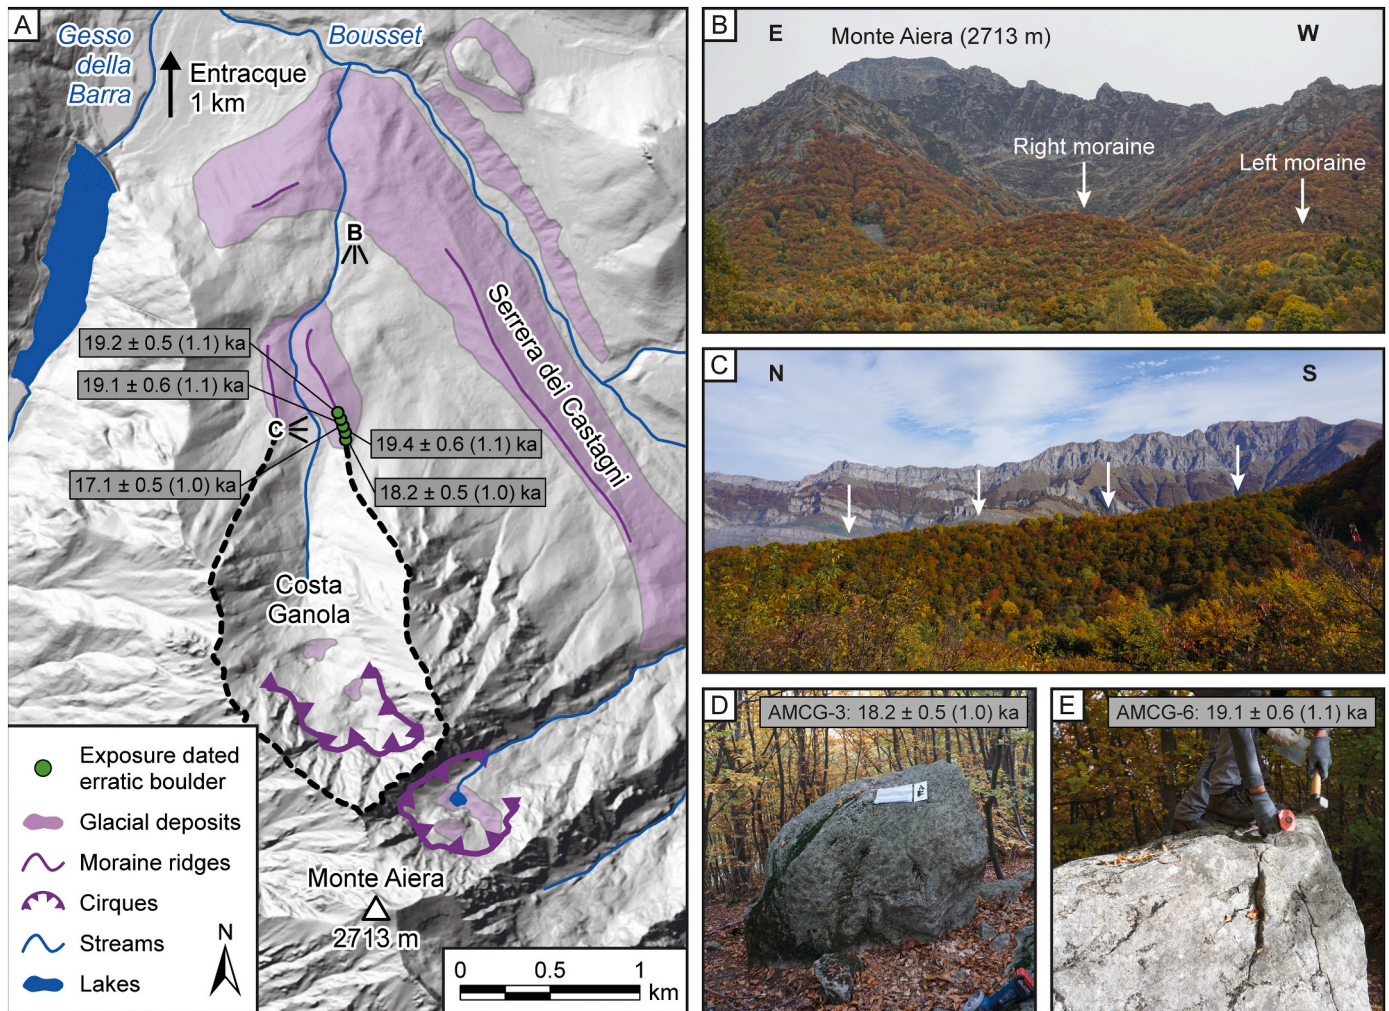 A
Gesso
della
Barra
Entracque
1 km
Bousset
B
Serrera dei Castagni
19.2 ± 0.5 (1.1) ka
19.1 ± 0.6 (1.1) ka
C
19.4 ± 0.6 (1.1) ka
17.1 ± 0.5 (1.0) ka
18.2 ± 0.5 (1.0) ka
Costa
Ganola
Monte Aiera
2713 m
Exposure dated
erratic boulder
Glacial deposits
Moraine ridges
Cirques
Streams
Lakes
N
0 0.5 1
km
B
E
Monte Aiera (2713 m)
W
Right moraine
Left moraine
C
N
S
D
AMCG-3: 18.2 ± 0.5 (1.0) ka
E
AMCG-6: 19.1 ± 0.6 (1.1) ka